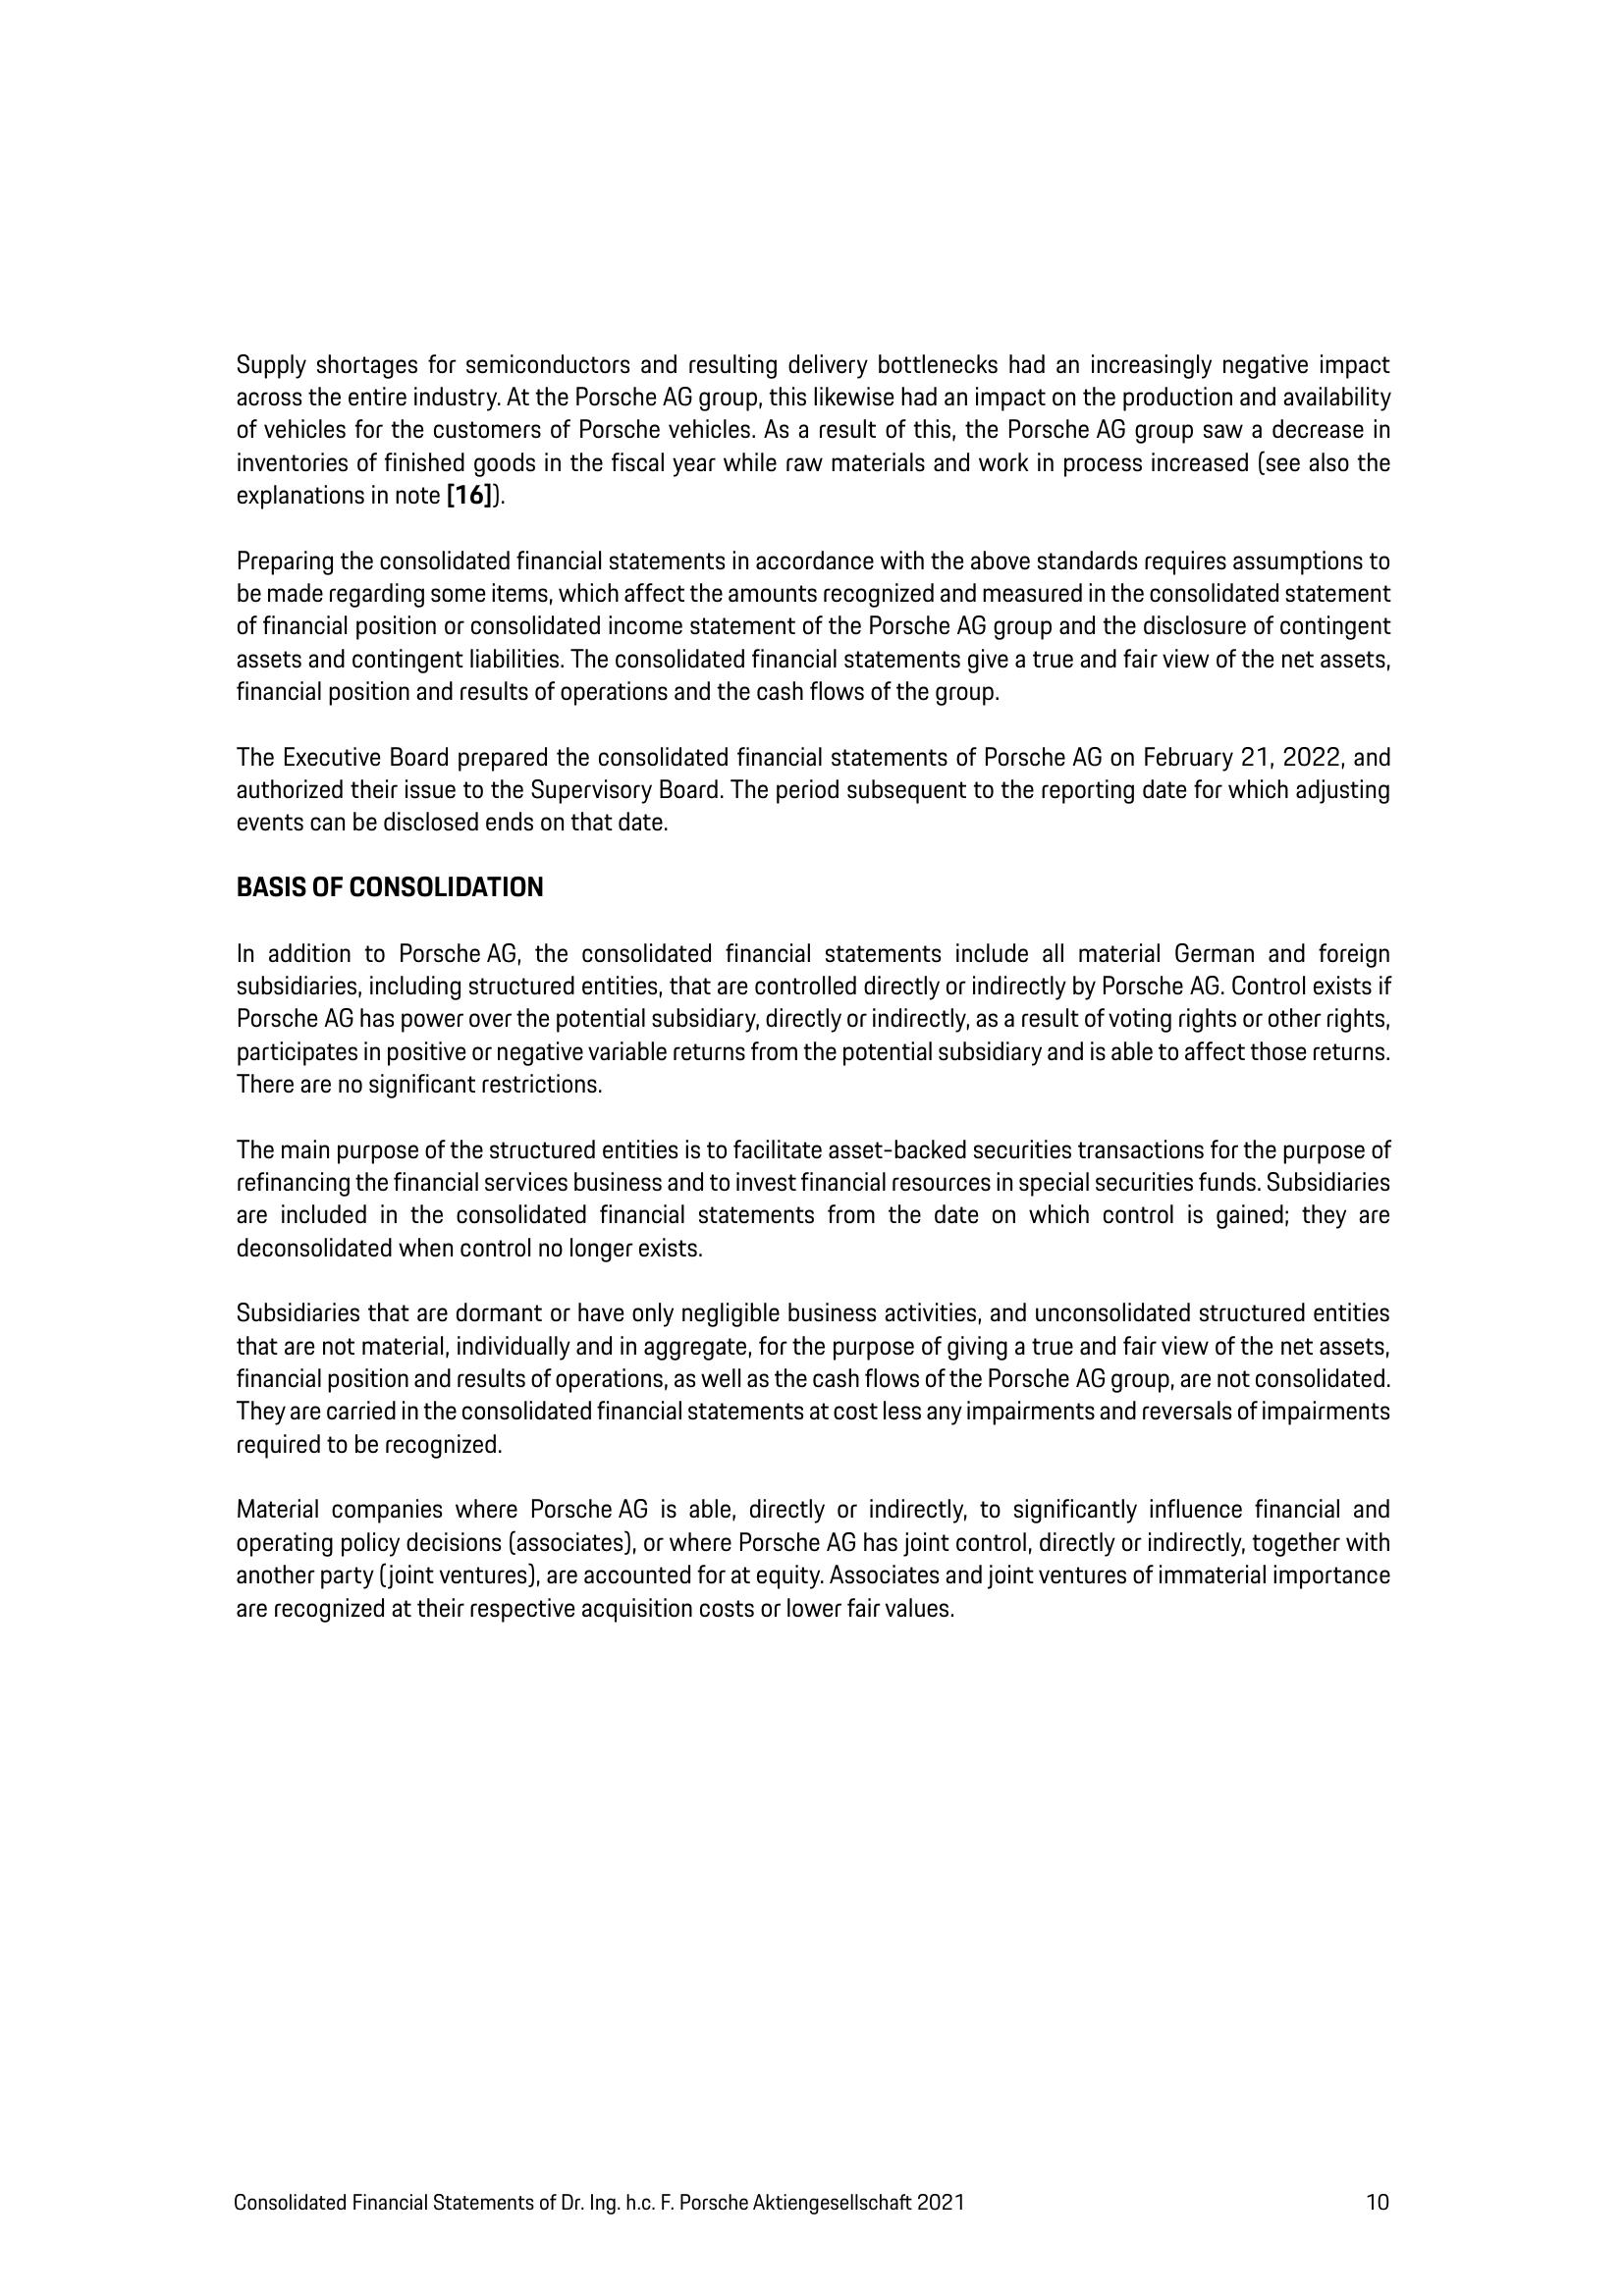 Supply shortages for semiconductors and resulting delivery bottlenecks had an increasingly negative impact
across the entire industry. At the Porsche AG group, this likewise had an impact on the production and availability
of vehicles for the customers of Porsche vehicles. As a result of this, the Porsche AG group saw a decrease in
inventories of finished goods in the fiscal year while raw materials and work in process increased (see also the
explanations in note [16]).
Preparing the consolidated financial statements in accordance with the above standards requires assumptions to
be made regarding some items, which affect the amounts recognized and measured in the consolidated statement
of financial position or consolidated income statement of the Porsche AG group and the disclosure of contingent
assets and contingent liabilities. The consolidated financial statements give a true and fair view of the net assets,
financial position and results of operations and the cash flows of the group.
The Executive Board prepared the consolidated financial statements of Porsche AG on February 21, 2022, and
authorized their issue to the Supervisory Board. The period subsequent to the reporting date for which adjusting
events can be disclosed ends on that date.
BASIS OF CONSOLIDATION
In addition to Porsche AG, the consolidated financial statements include all material German and foreign
subsidiaries, including structured entities, that are controlled directly or indirectly by Porsche AG. Control exists if
Porsche AG has power over the potential subsidiary, directly or indirectly, as a result of voting rights or other rights,
participates in positive or negative variable returns from the potential subsidiary and is able to affect those returns.
There are no significant restrictions.
The main purpose of the structured entities is to facilitate asset-backed securities transactions for the purpose of
refinancing the financial services business and to invest financial resources in special securities funds. Subsidiaries
are included in the consolidated financial statements from the date on which control is gained; they are
deconsolidated when control no longer exists.
Subsidiaries that are dormant or have only negligible business activities, and unconsolidated structured entities
that are not material, individually and in aggregate, for the purpose of giving a true and fair view of the net assets,
financial position and results of operations, as well as the cash flows of the Porsche AG group, are not consolidated.
They are carried in the consolidated financial statements at cost less any impairments and reversals of impairments
required to be recognized.
Material companies where Porsche AG is able, directly or indirectly, to significantly influence financial and
operating policy decisions (associates), or where Porsche AG has joint control, directly or indirectly, together with
another party (joint ventures), are accounted for at equity. Associates and joint ventures of immaterial importance
are recognized at their respective acquisition costs or lower fair values.
Consolidated Financial Statements of Dr. Ing. h.c. F. Porsche Aktiengesellschaft 2021 10